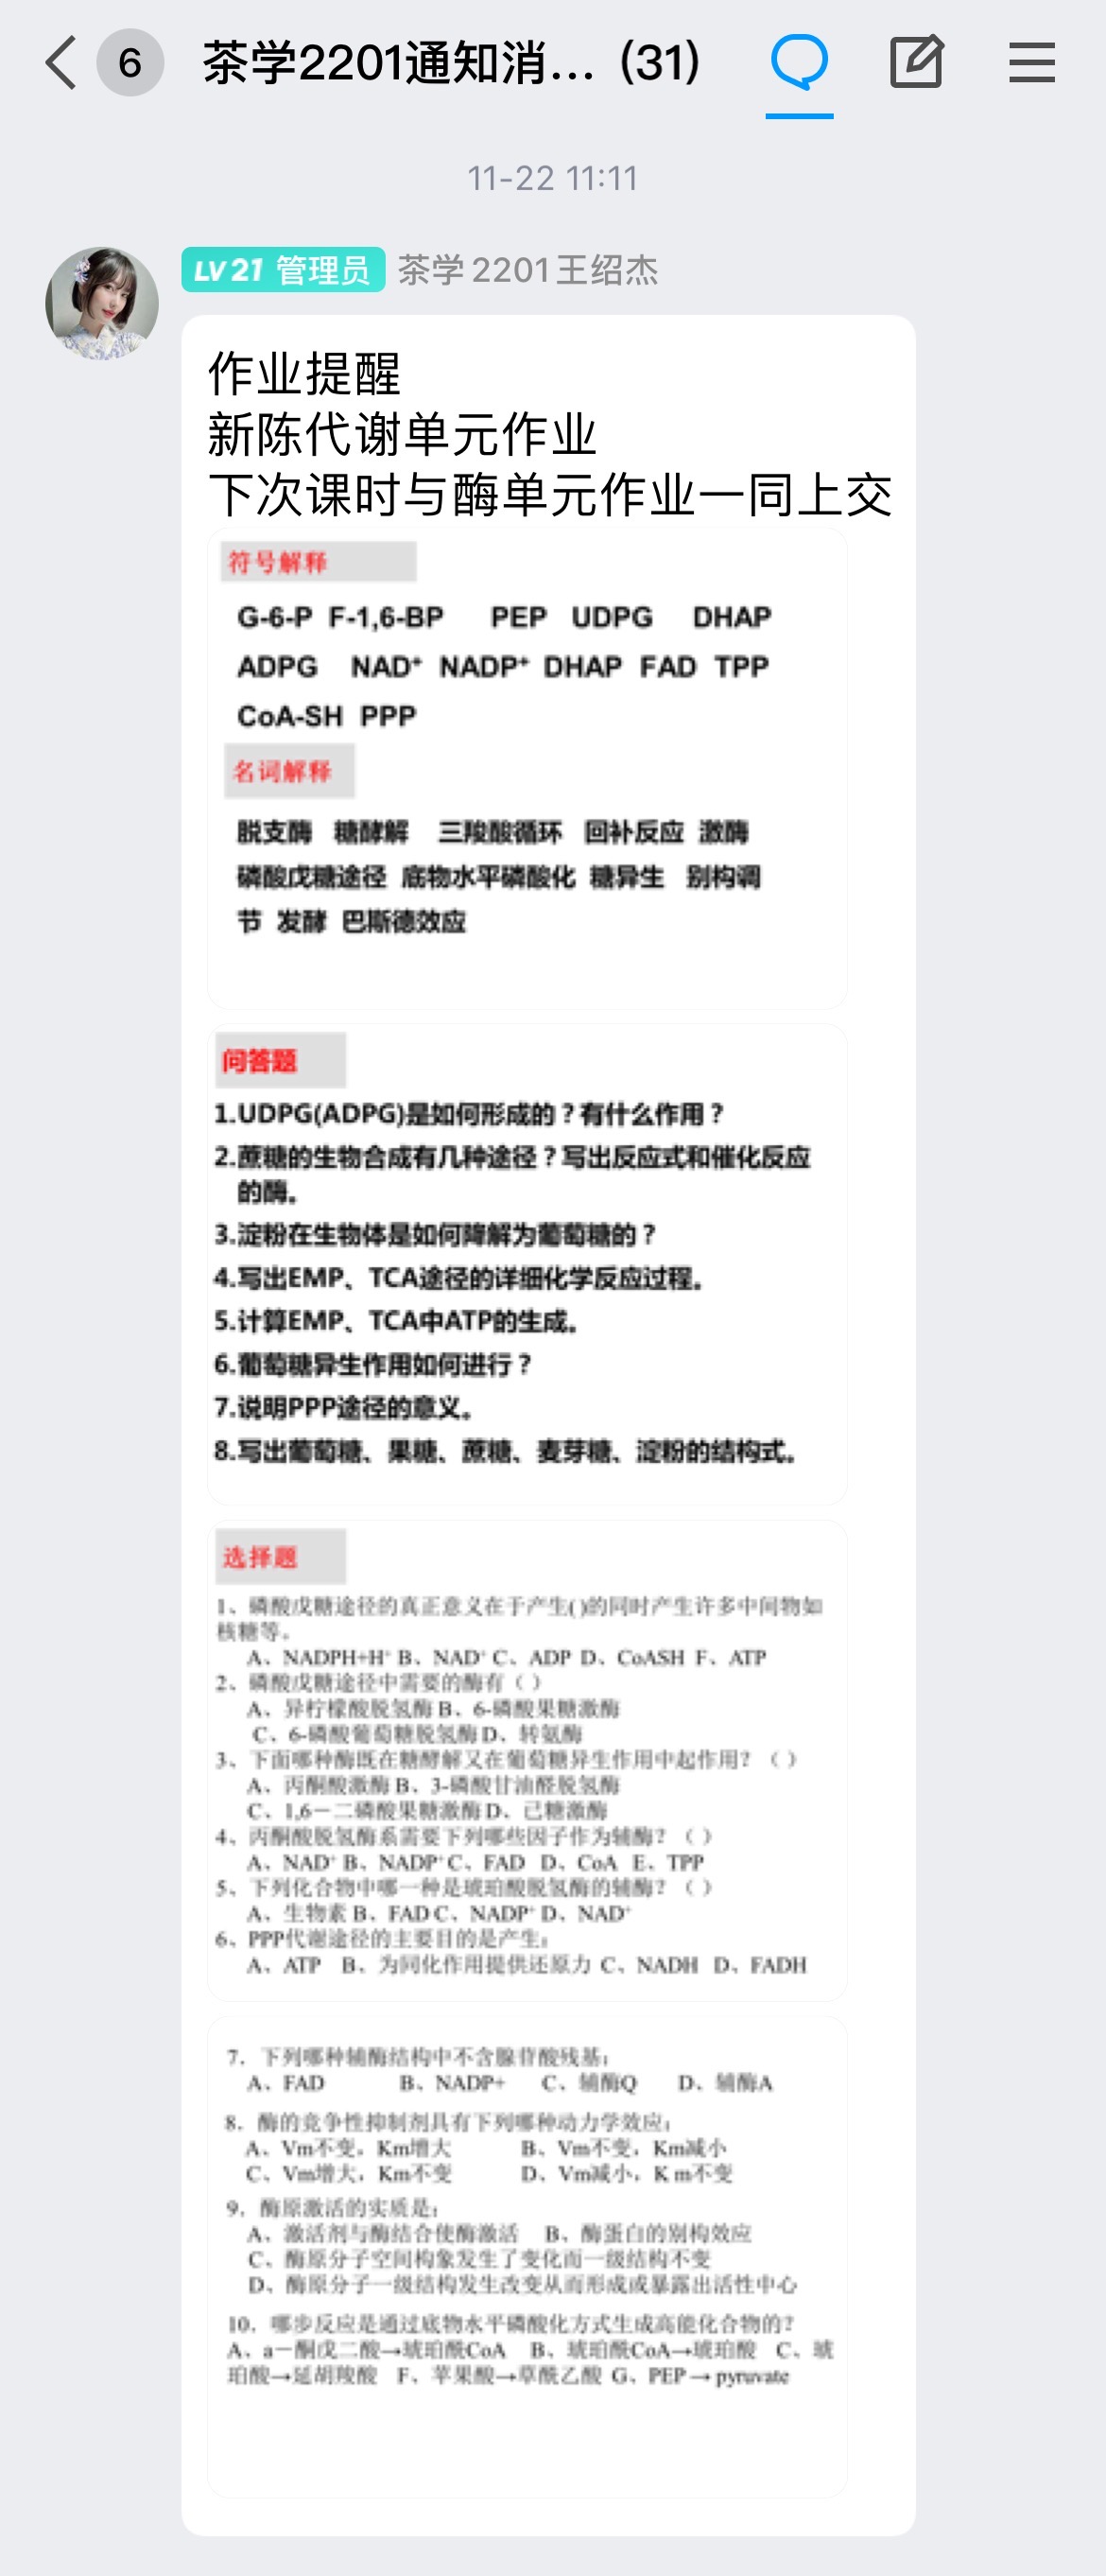 6
茶学2201通知消... (31)
11-22 11:11
LV21 管理员 茶学2201王绍杰
作业提醒
新陈代谢单元作业
下次课时与酶单元作业一同上交
符号解释
G-6-P F-1,6-BP PEP UDPG DHAP
ADPG NAD⁺ NADP⁺ DHAP FAD TPP
CoA-SH PPP
名词解释
脱支酶 糖酵解 三羧酸循环 回补反应 激酶
磷酸戊糖途径 底物水平磷酸化 糖异生 别构调
节 发酵 巴斯德效应
问答题
1.UDPG(ADPG)是如何形成的？有什么作用？
2.蔗糖的生物合成有几种途径？写出反应式和催化反应
的酶。
3.淀粉在生物体是如何降解为葡萄糖的？
4.写出EMP、TCA途径的详细化学反应过程。
5.计算EMP、TCA中ATP的生成。
6.葡萄糖异生作用如何进行？
7.说明PPP途径的意义。
8.写出葡萄糖、果糖、蔗糖、麦芽糖、淀粉的结构式。
选择题
1、磷酸戊糖途径的真正意义在于产生( )的同时产生许多中间物如
核糖等。
A、NADPH+H⁺ B、NAD⁺ C、ADP D、CoASH F、ATP
2、磷酸戊糖途径中需要的酶有（ ）
A、异柠檬酸脱氢酶 B、6-磷酸果糖激酶
C、6-磷酸葡萄糖脱氢酶 D、转氨酶
3、下面哪种酶既在糖酵解又在葡萄糖异生作用中起作用？（ ）
A、丙酮酸激酶 B、3-磷酸甘油醛脱氢酶
C、1,6－二磷酸果糖激酶 D、己糖激酶
4、丙酮酸脱氢酶系需要下列哪些因子作为辅酶？（ ）
A、NAD⁺ B、NADP⁺ C、FAD D、CoA E、TPP
5、下列化合物中哪一种是琥珀酸脱氢酶的辅酶？（ ）
A、生物素 B、FAD C、NADP⁺ D、NAD⁺
6、PPP代谢途径的主要目的是产生：
A、ATP B、为同化作用提供还原力 C、NADH D、FADH
7．下列哪种辅酶结构中不含腺苷酸残基：
A、FAD B、NADP+ C、辅酶Q D、辅酶A
8．酶的竞争性抑制剂具有下列哪种动力学效应：
A、Vm不变，Km增大 B、Vm不变，Km减小
C、Vm增大，Km不变 D、Vm减小，K m不变
9．酶原激活的实质是：
A、激活剂与酶结合使酶激活 B、酶蛋白的别构效应
C、酶原分子空间构象发生了变化而一级结构不变
D、酶原分子一级结构发生改变从而形成或暴露出活性中心
10．哪步反应是通过底物水平磷酸化方式生成高能化合物的？
A、a－酮戊二酸→琥珀酰CoA B、琥珀酰CoA→琥珀酸 C、琥
珀酸→延胡羧酸 F、苹果酸→草酰乙酸 G、PEP→pyruvate